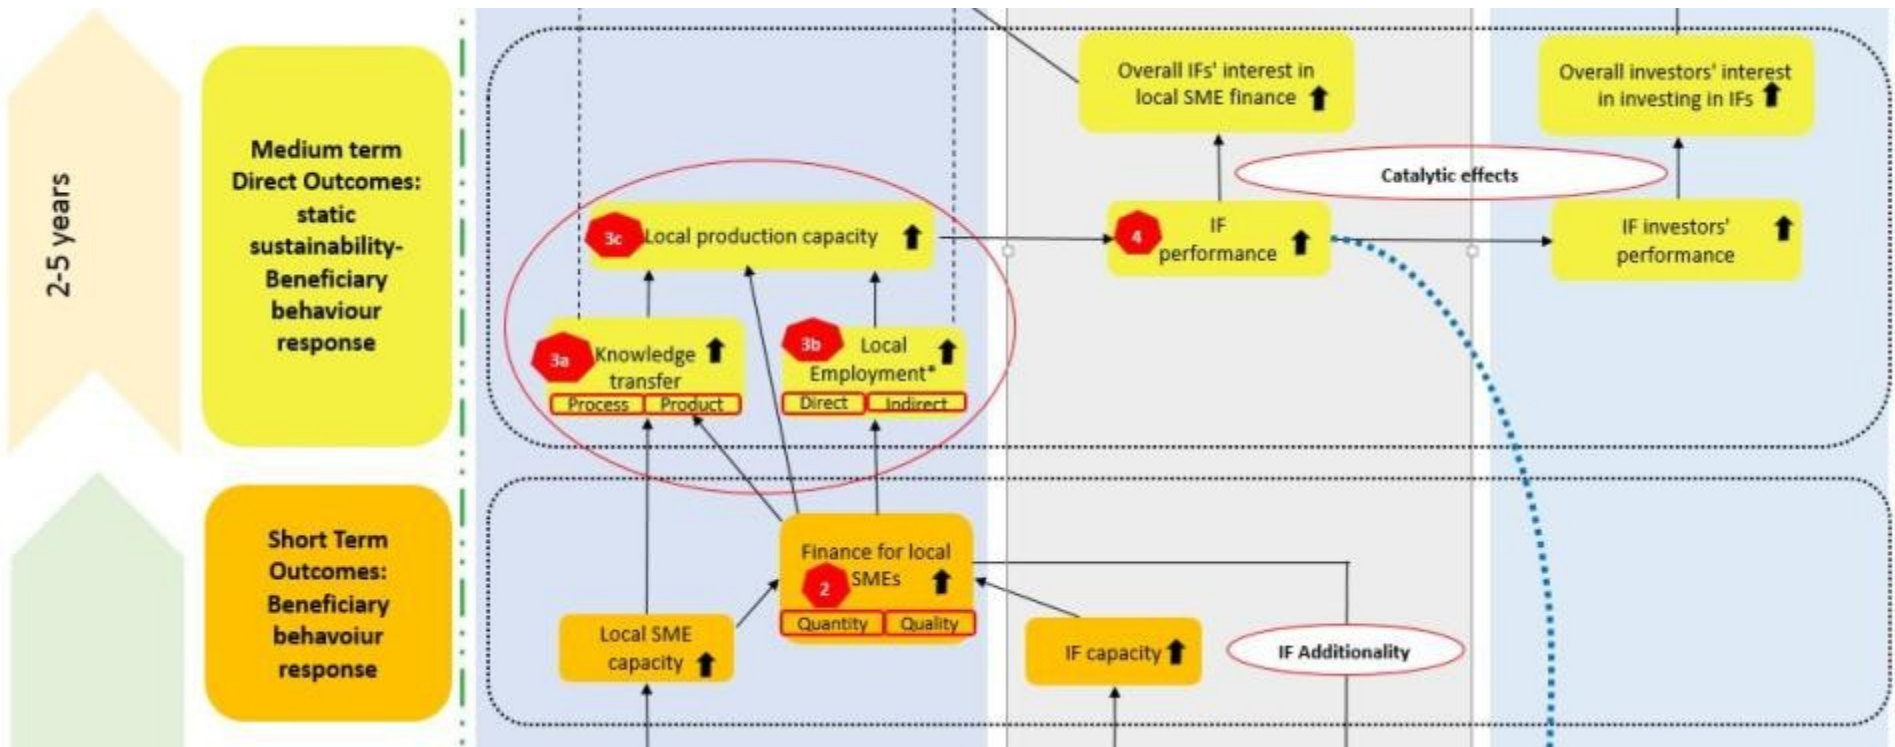 2-5 years
Medium term
Direct Outcomes:
static
sustainability-
Beneficiary
behaviour
response
Overall IFs' interest in
local SME finance
Overall investors' interest
in investing in IFs
Catalytic effects
3c Local production capacity
4 IF
performance
IF investors'
performance
3a Knowledge
transfer
Process Product
3b Local
Employment*
Direct Indirect
Short Term
Outcomes:
Beneficiary
behavoiur
response
Finance for local
SMEs
2
Quantity Quality
Local SME
capacity
IF capacity
IF Additionality